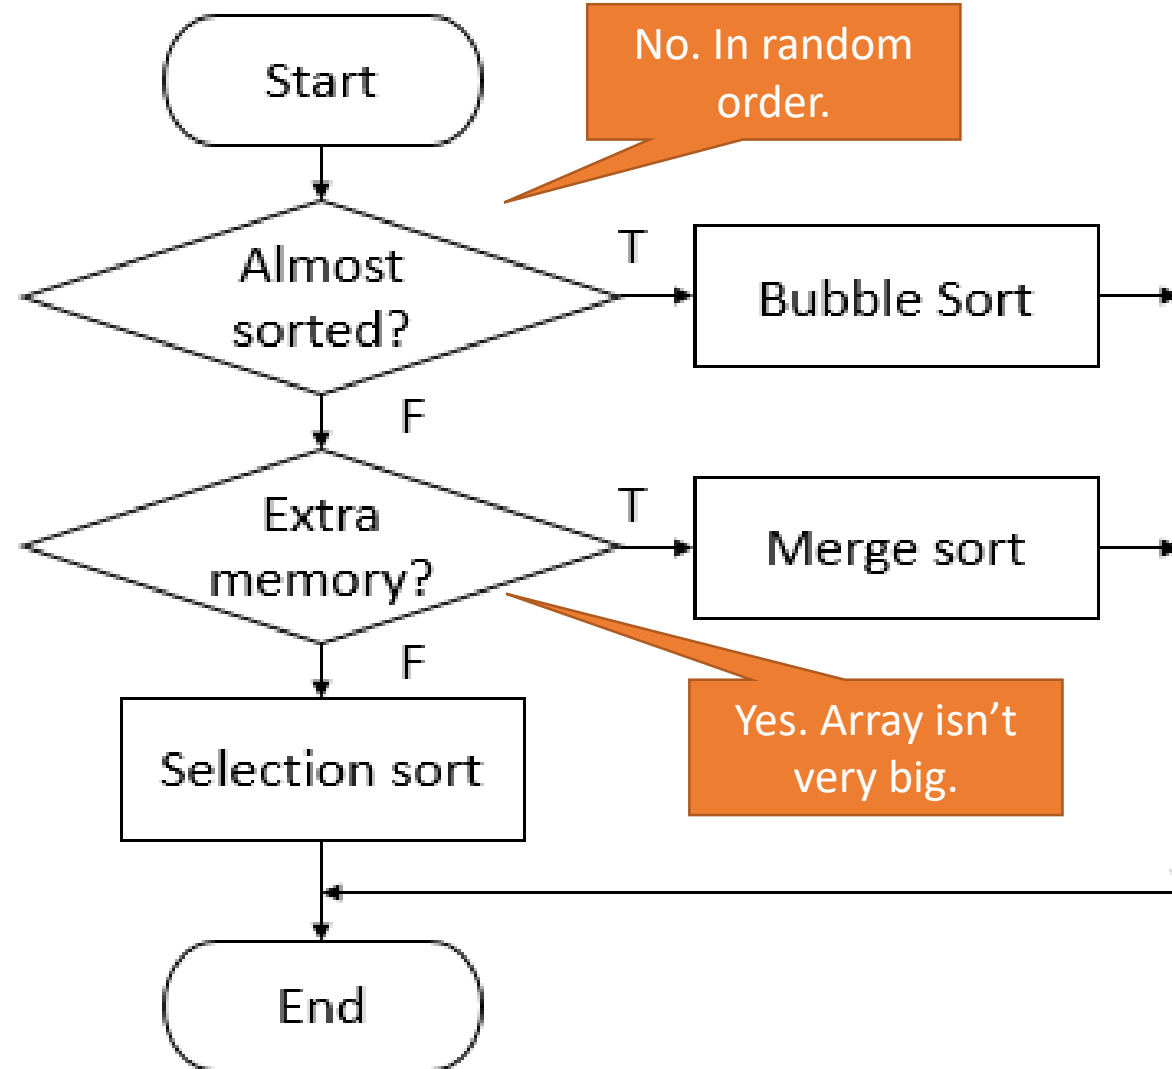 Start
No. In random
order.
Almost
sorted?
T
Bubble Sort
F
Extra
memory?
T
Merge sort
F
Yes. Array isn’t
very big.
Selection sort
End